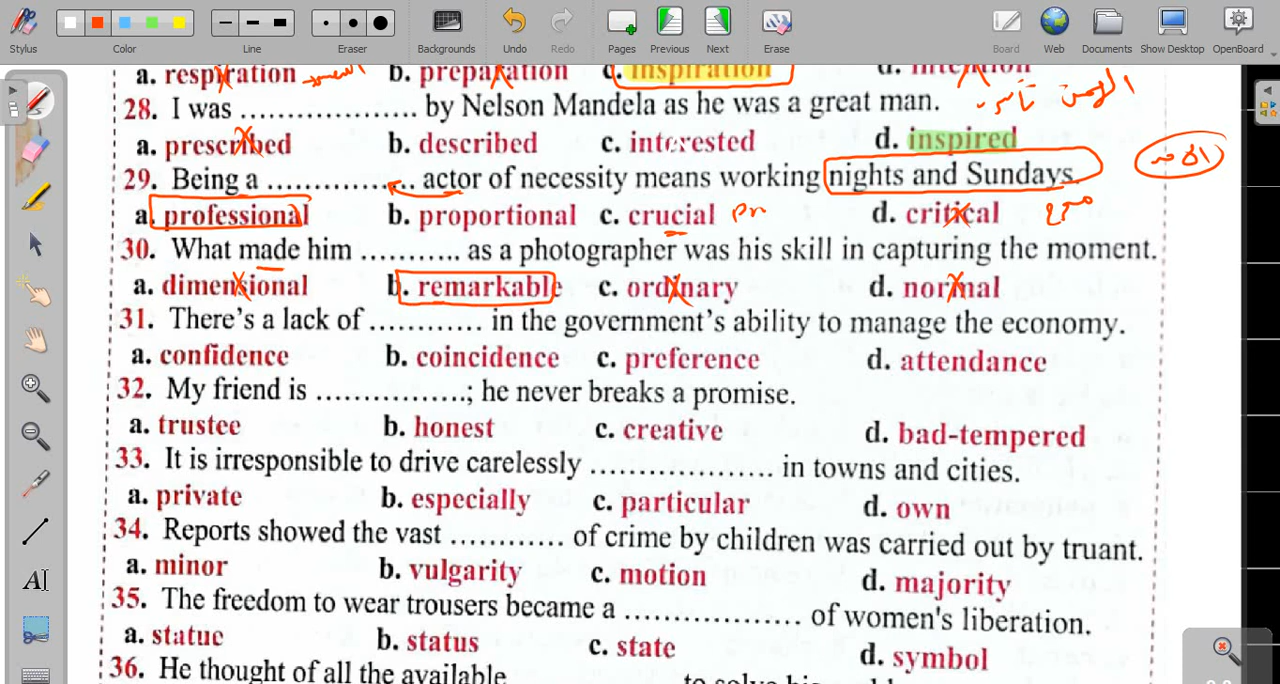 Stylus Color Line Eraser Backgrounds Undo Redo Pages Previous Next Erase Board Web Documents Show Desktop OpenBoard
a. respiration b. preparation c. inspiration
28. I was .................... by Nelson Mandela as he was a great man.
a. prescribed b. described c. interested d. inspired
29. Being a ................ actor of necessity means working nights and Sundays.
a. professional b. proportional c. crucial d. critical
30. What made him ........... as a photographer was his skill in capturing the moment.
a. dimensional b. remarkable c. ordinary d. normal
31. There's a lack of ............ in the government's ability to manage the economy.
a. confidence b. coincidence c. preference d. attendance
32. My friend is ................; he never breaks a promise.
a. trustee b. honest c. creative d. bad-tempered
33. It is irresponsible to drive carelessly .................... in towns and cities.
a. private b. especially c. particular d. own
34. Reports showed the vast ............ of crime by children was carried out by truant.
a. minor b. vulgarity c. motion d. majority
35. The freedom to wear trousers became a .................... of women's liberation.
a. statue b. status c. state d. symbol
36. He thought of all the available